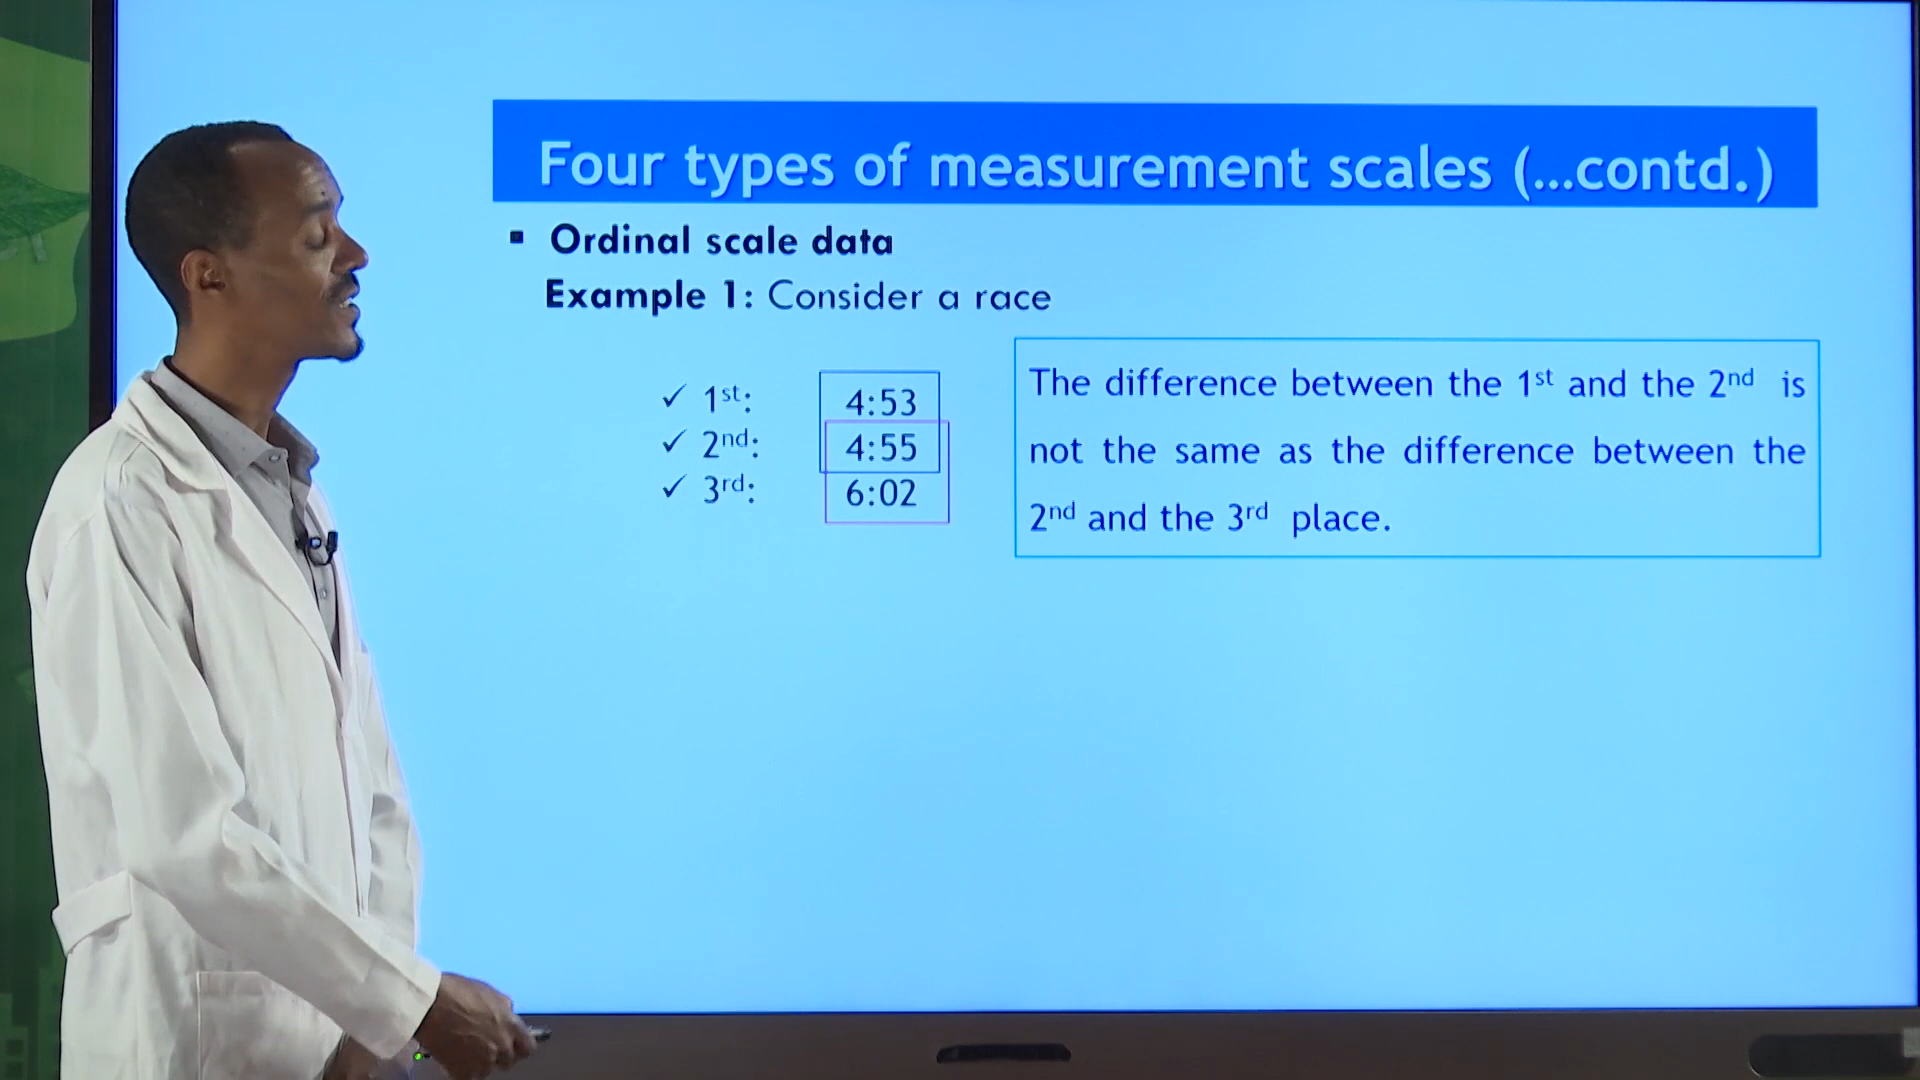 Four types of measurement scales (...contd.)
▪ Ordinal scale data
Example 1: Consider a race
✓ 1st: 4:53
✓ 2nd: 4:55
✓ 3rd: 6:02
The difference between the 1st and the 2nd is
not the same as the difference between the
2nd and the 3rd place.